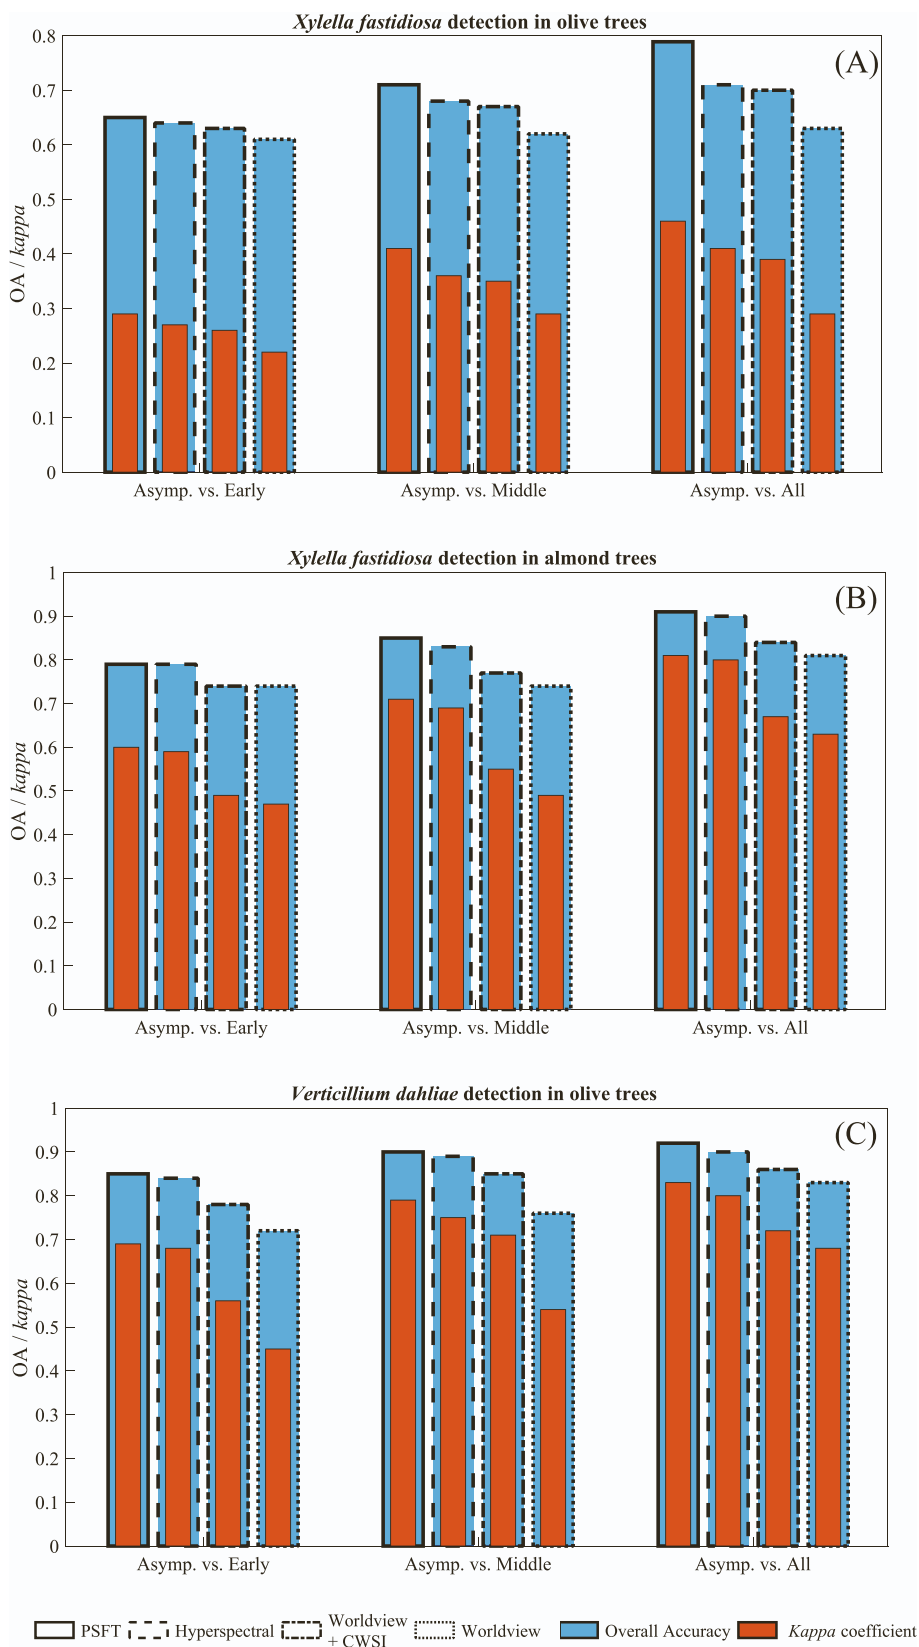 Xylella fastidiosa detection in olive trees
(A)
OA / kappa
0.8
0.7
0.6
0.5
0.4
0.3
0.2
0.1
0
Asymp. vs. Early
Asymp. vs. Middle
Asymp. vs. All
Xylella fastidiosa detection in almond trees
(B)
OA / kappa
1
0.9
0.8
0.7
0.6
0.5
0.4
0.3
0.2
0.1
0
Asymp. vs. Early
Asymp. vs. Middle
Asymp. vs. All
Verticillium dahliae detection in olive trees
(C)
OA / kappa
1
0.9
0.8
0.7
0.6
0.5
0.4
0.3
0.2
0.1
0
Asymp. vs. Early
Asymp. vs. Middle
Asymp. vs. All
PSFT
Hyperspectral
Worldview
+ CWSI
Worldview
Overall Accuracy
Kappa coefficient